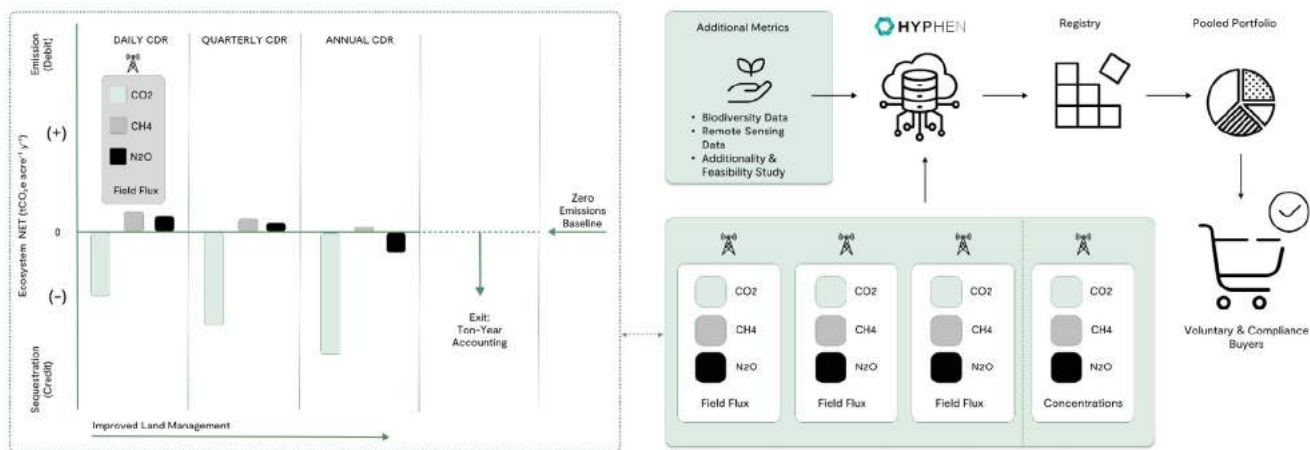 DAILY CDR
QUARTERLY CDR
ANNUAL CDR
Emission
(Debit)
(+)
0
(-)
Sequestration
(Credit)
Ecosystem NET (tCO₂e acre⁻¹ y⁻¹)
CO2
CH4
N2O
Field Flux
Zero
Emissions
Baseline
Exit:
Ten-Year
Accounting
Improved Land Management
Additional Metrics
• Biodiversity Data
• Remote Sensing
Data
• Additionality &
Feasibility Study
HYPHEN
Registry
Pooled Portfolio
CO2
CH4
N2O
Field Flux
CO2
CH4
N2O
Field Flux
CO2
CH4
N2O
Field Flux
CO2
CH4
N2O
Concentrations
Voluntary & Compliance
Buyers